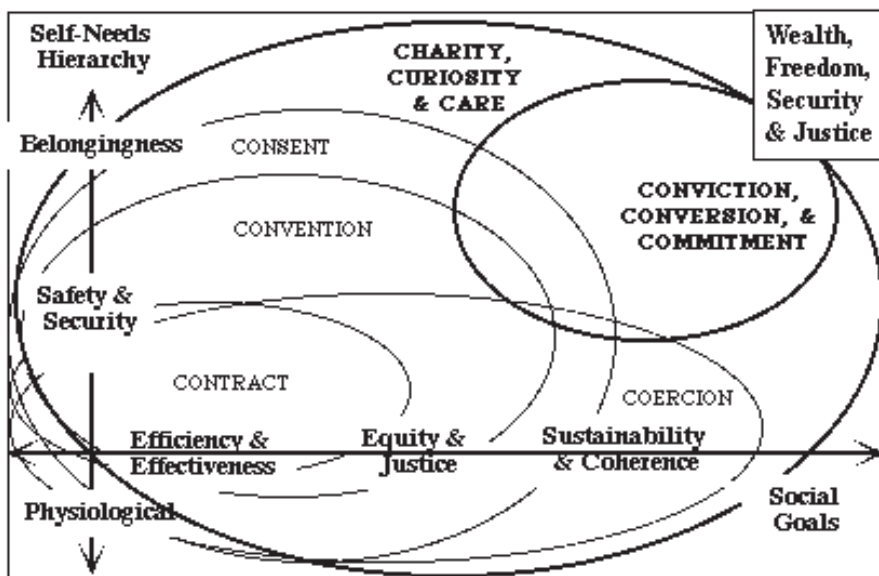 Self-Needs
Hierarchy
CHARITY,
CURIOSITY
& CARE
Wealth,
Freedom,
Security
& Justice
Belongingness
CONSENT
CONVICTION,
CONVERSION, &
COMMITMENT
CONVENTION
Safety &
Security
CONTRACT
COERCION
Efficiency &
Effectiveness
Equity &
Justice
Sustainability
& Coherence
Physiological
Social
Goals